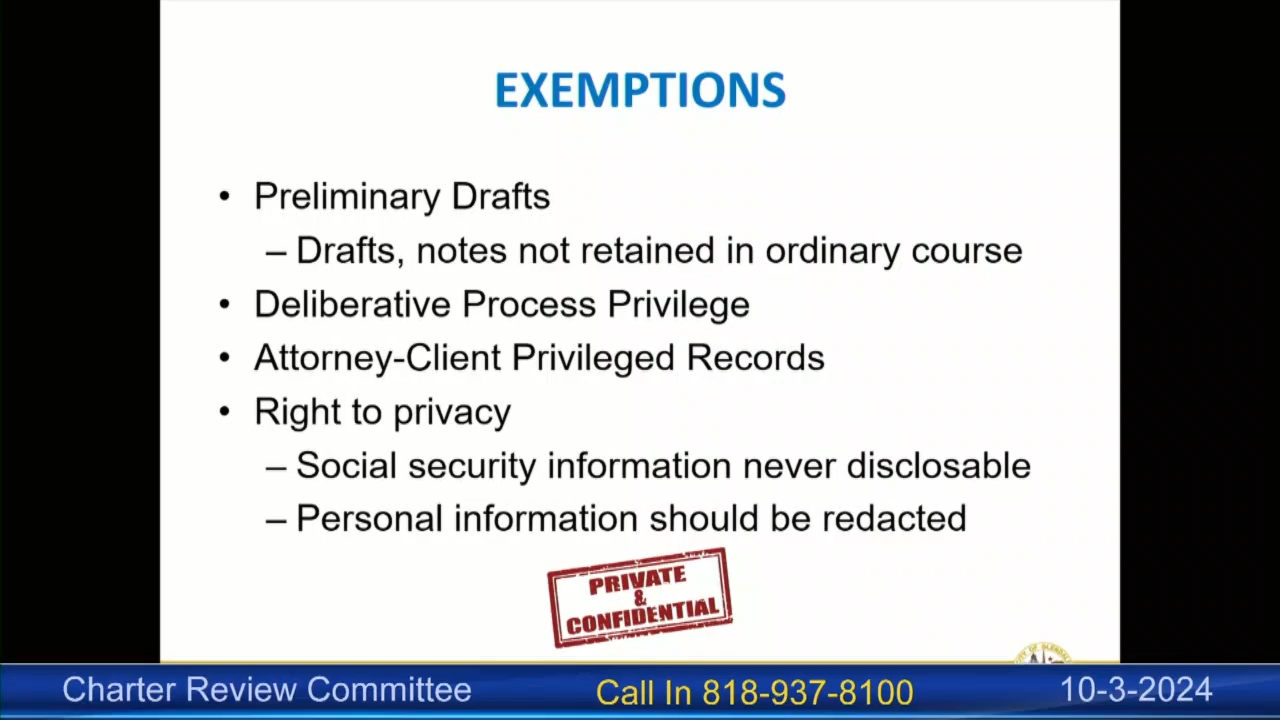 EXEMPTIONS
• Preliminary Drafts
– Drafts, notes not retained in ordinary course
• Deliberative Process Privilege
• Attorney-Client Privileged Records
• Right to privacy
– Social security information never disclosable
– Personal information should be redacted
PRIVATE
&
CONFIDENTIAL
Charter Review Committee
Call In 818-937-8100
10-3-2024